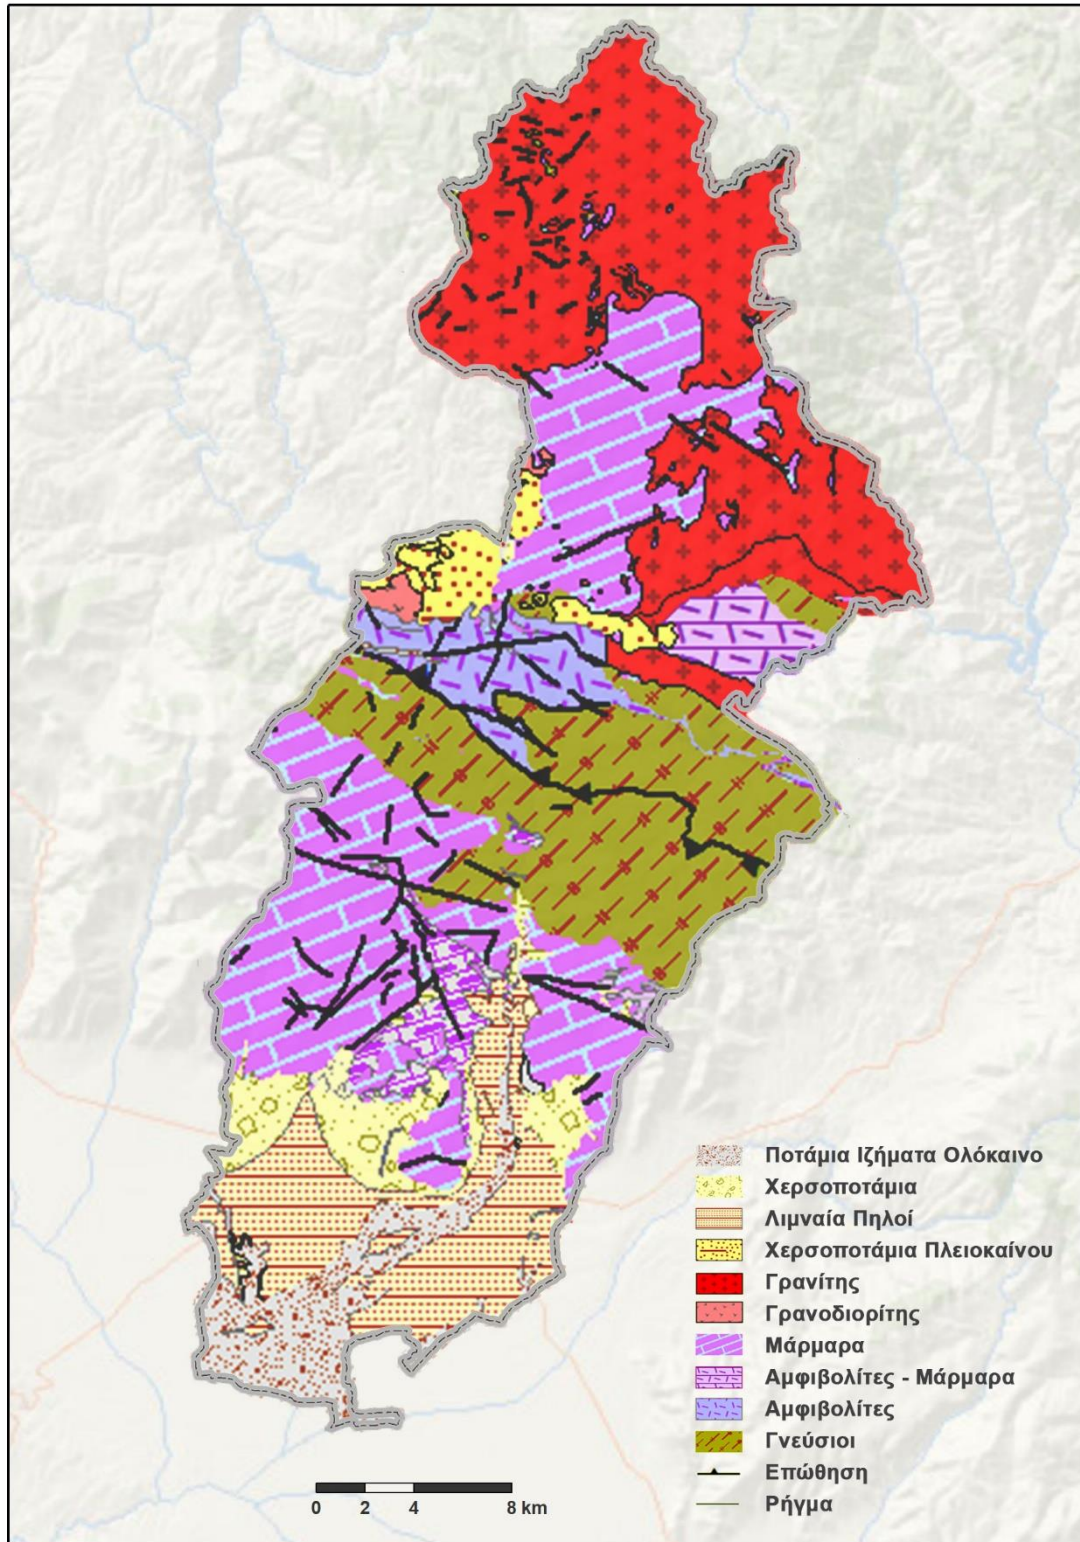 Ποτάμια Ιζήματα Ολόκαινο
Χερσοποτάμια
Λιμναία Πηλοί
Χερσοποτάμια Πλειοκαίνου
Γρανίτης
Γρανοδιορίτης
Μάρμαρα
Αμφιβολίτες - Μάρμαρα
Αμφιβολίτες
Γνεύσιοι
Επώθηση
Ρήγμα
0 2 4 8 km